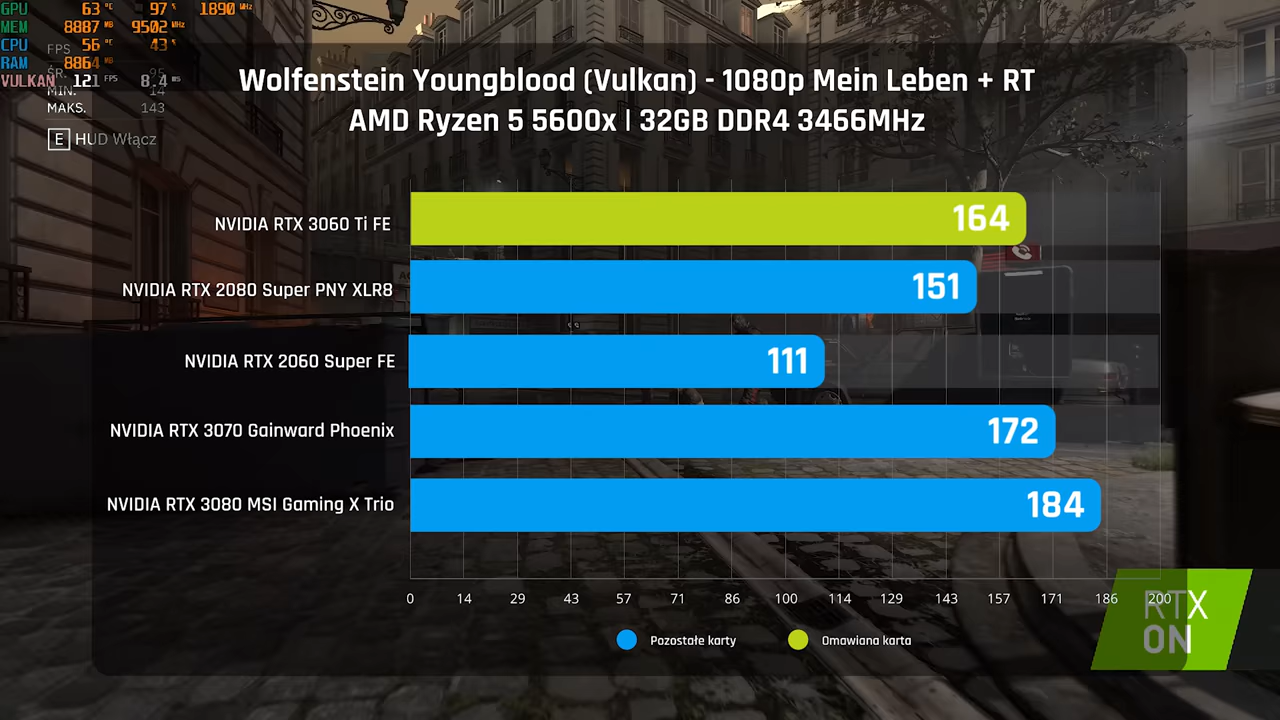 GPU 63 °C 97 % 1890 MHz
MEM 8887 MB 9502 MHz
CPU 56 °C 43 %
FPS
RAM 8864 MB
ŚR. 95
VULKAN 121 FPS 8.4 ms
MIN. 14
MAKS. 143
E HUD Włącz
Wolfenstein Youngblood (Vulkan) - 1080p Mein Leben + RT
AMD Ryzen 5 5600x | 32GB DDR4 3466MHz
NVIDIA RTX 3060 Ti FE 164
NVIDIA RTX 2080 Super PNY XLR8 151
NVIDIA RTX 2060 Super FE 111
NVIDIA RTX 3070 Gainward Phoenix 172
NVIDIA RTX 3080 MSI Gaming X Trio 184
0 14 29 43 57 71 86 100 114 129 143 157 171 186 200
Pozostałe karty Omawiana karta
RTX
ON